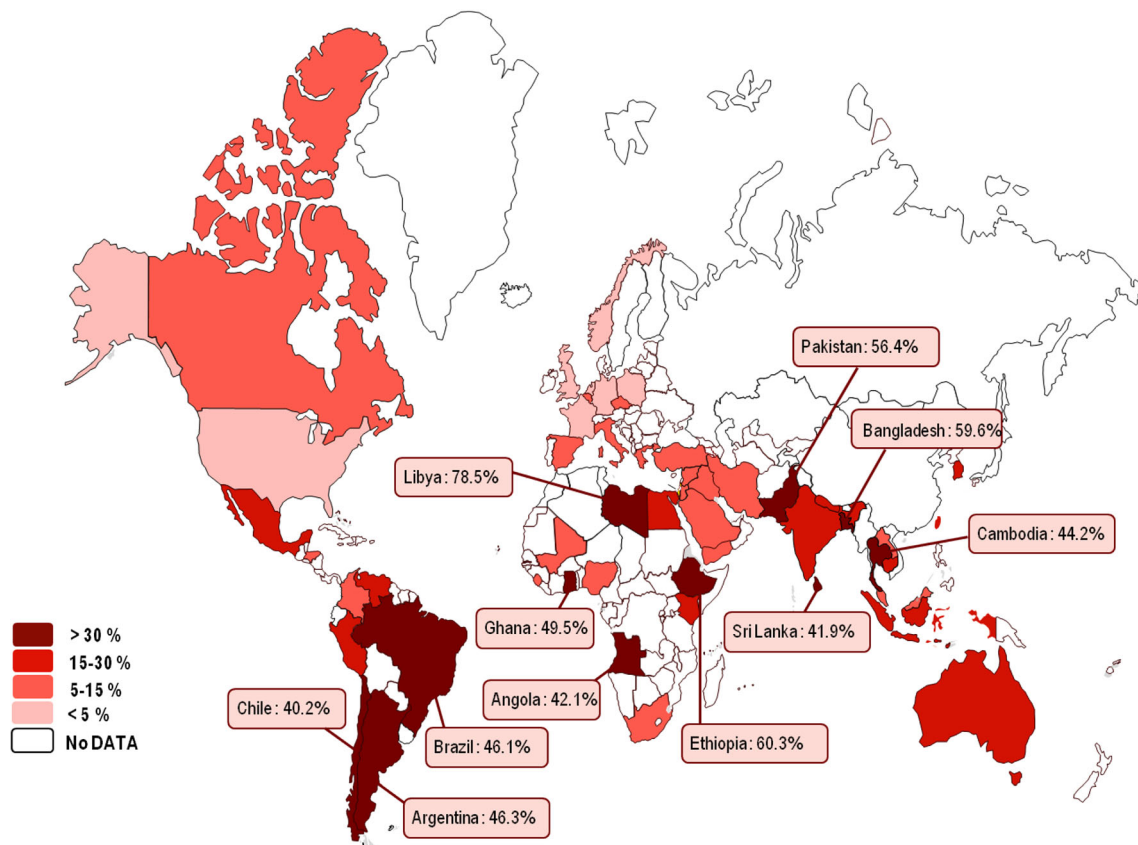 Pakistan: 56.4%
Bangladesh: 59.6%
Libya: 78.5%
Cambodia: 44.2%
Ghana: 49.5%
Sri Lanka: 41.9%
> 30 %
15-30 %
5-15 %
< 5 %
No DATA
Chile: 40.2%
Angola: 42.1%
Brazil: 46.1%
Ethiopia: 60.3%
Argentina: 46.3%